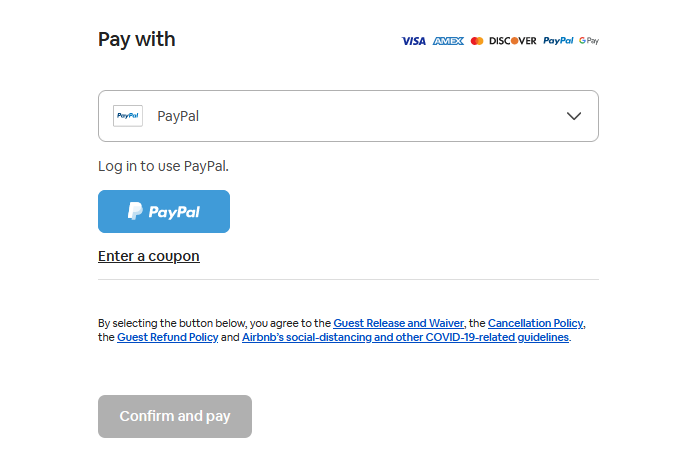 Pay with
VISA AMEX DISCOVER PayPal G Pay
PayPal PayPal
Log in to use PayPal.
PayPal
Enter a coupon
By selecting the button below, you agree to the Guest Release and Waiver, the Cancellation Policy,
the Guest Refund Policy and Airbnb's social-distancing and other COVID-19-related guidelines.
Confirm and pay